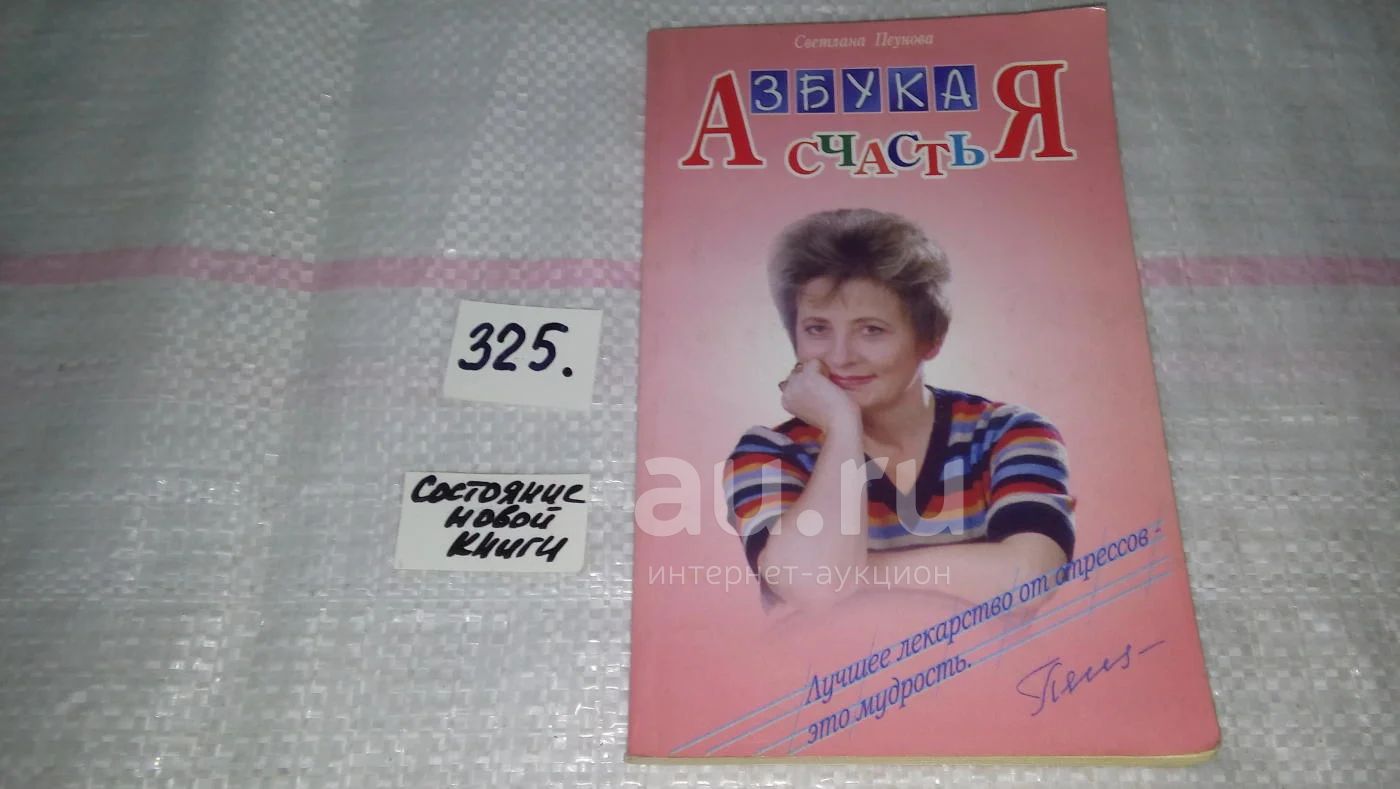 Светлана Пеунова
АЗБУКА
СЧАСТЬЯ
325.
Состояние
новой
книги
au.ru
интернет-аукцион
Лучшее лекарство от стрессов -
это мудрость.